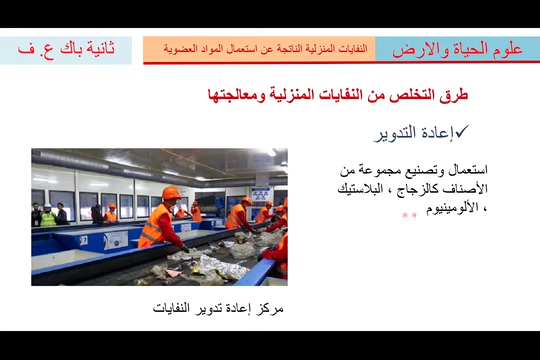 علوم الحياة والارض
النفايات المنزلية الناتجة عن استعمال المواد العضوية
ثانية باك ع. ف
طرق التخلص من النفايات المنزلية ومعالجتها
✓إعادة التدوير
استعمال وتصنيع مجموعة من
الأصناف كالزجاج ، البلاستيك
، الألومينيوم
مركز إعادة تدوير النفايات